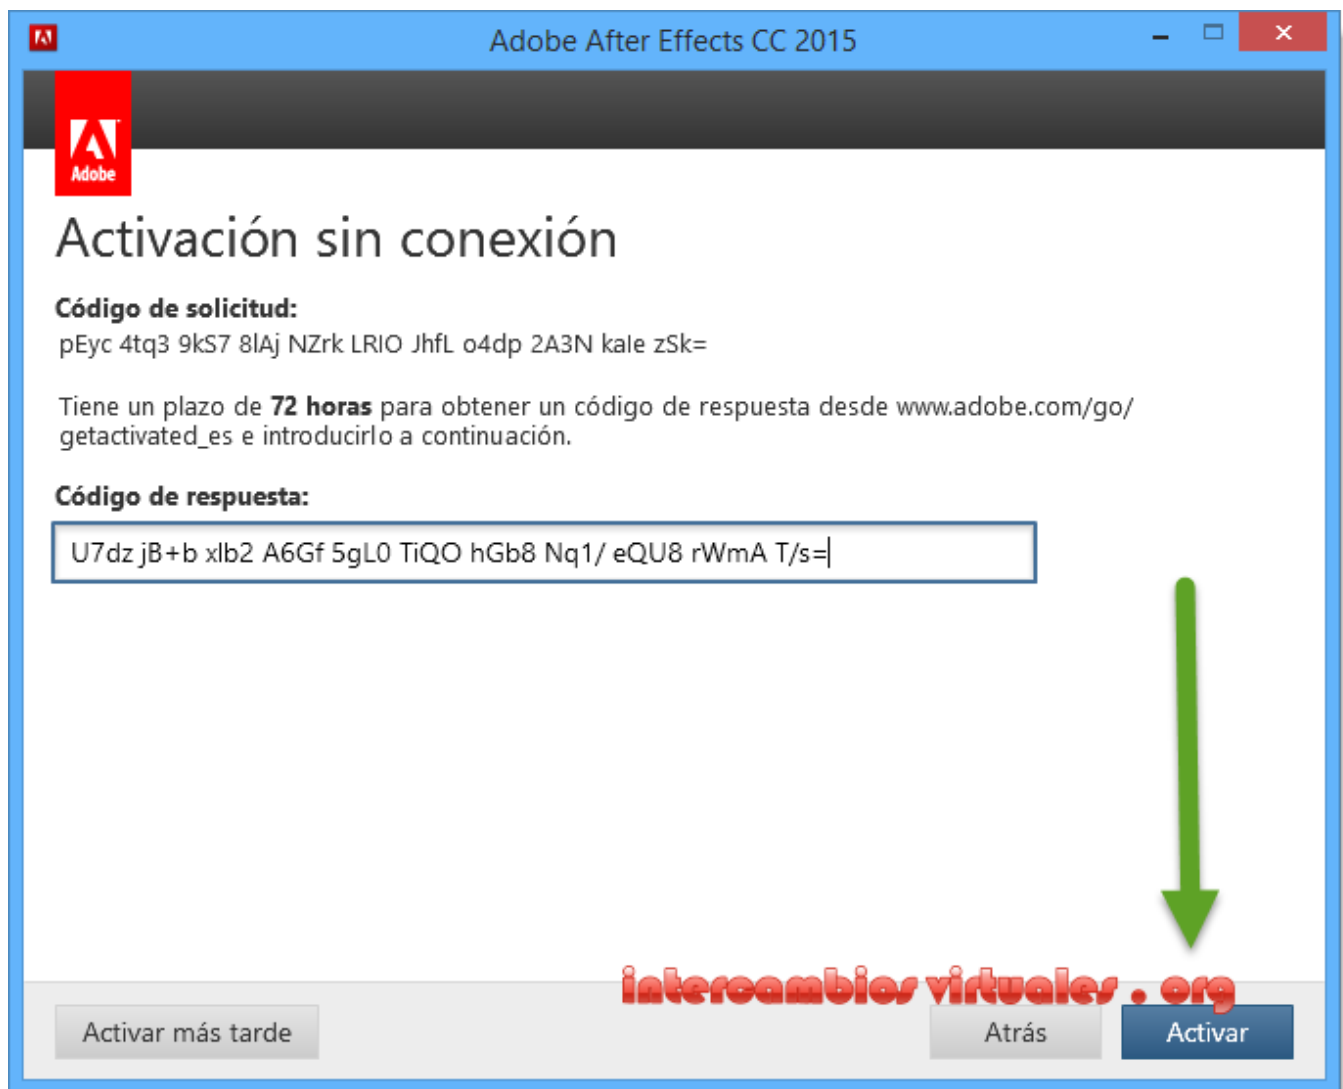 Adobe After Effects CC 2015
Adobe
Activación sin conexión
Código de solicitud:
pEyc 4tq3 9kS7 8lAj NZrk LRIO JhfL o4dp 2A3N kaIe zSk=
Tiene un plazo de 72 horas para obtener un código de respuesta desde www.adobe.com/go/
getactivated_es e introducirlo a continuación.
Código de respuesta:
U7dz jB+b xlb2 A6Gf 5gL0 TiQO hGb8 Nq1/ eQU8 rWmA T/s=
intercambios virtuales . org
Activar más tarde
Atrás
Activar